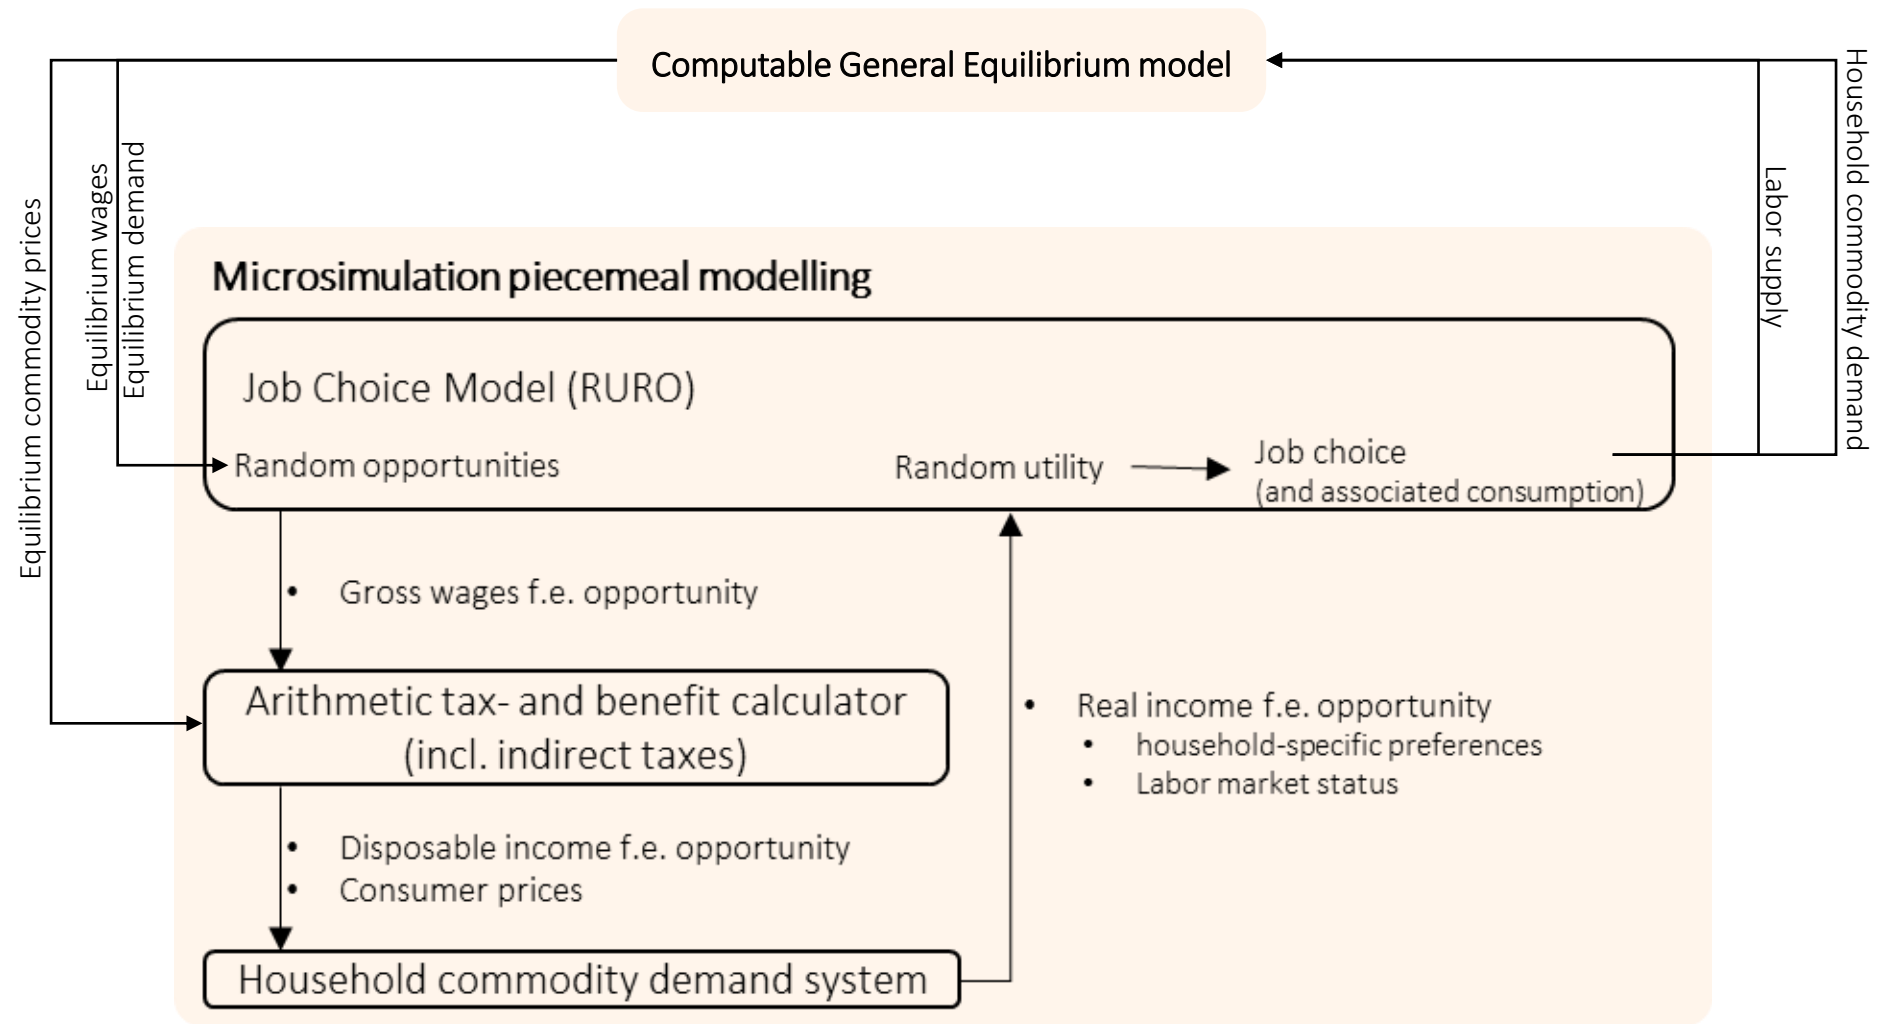 Computable General Equilibrium model
Equilibrium commodity prices
Equilibrium wages
Equilibrium demand
Labor supply
Household commodity demand
Microsimulation piecemeal modelling
Job Choice Model (RURO)
Random opportunities
Random utility
Job choice
(and associated consumption)
• Gross wages f.e. opportunity
Arithmetic tax- and benefit calculator
(incl. indirect taxes)
• Real income f.e. opportunity
• household-specific preferences
• Labor market status
• Disposable income f.e. opportunity
• Consumer prices
Household commodity demand system